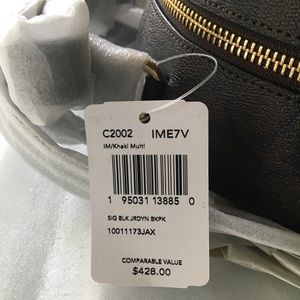 C2002 IME7V
IM/Khaki Multi
1 95031 13885 0
SIG BLK JRDYN BKPK
10011173JAX
COMPARABLE VALUE
$428.00